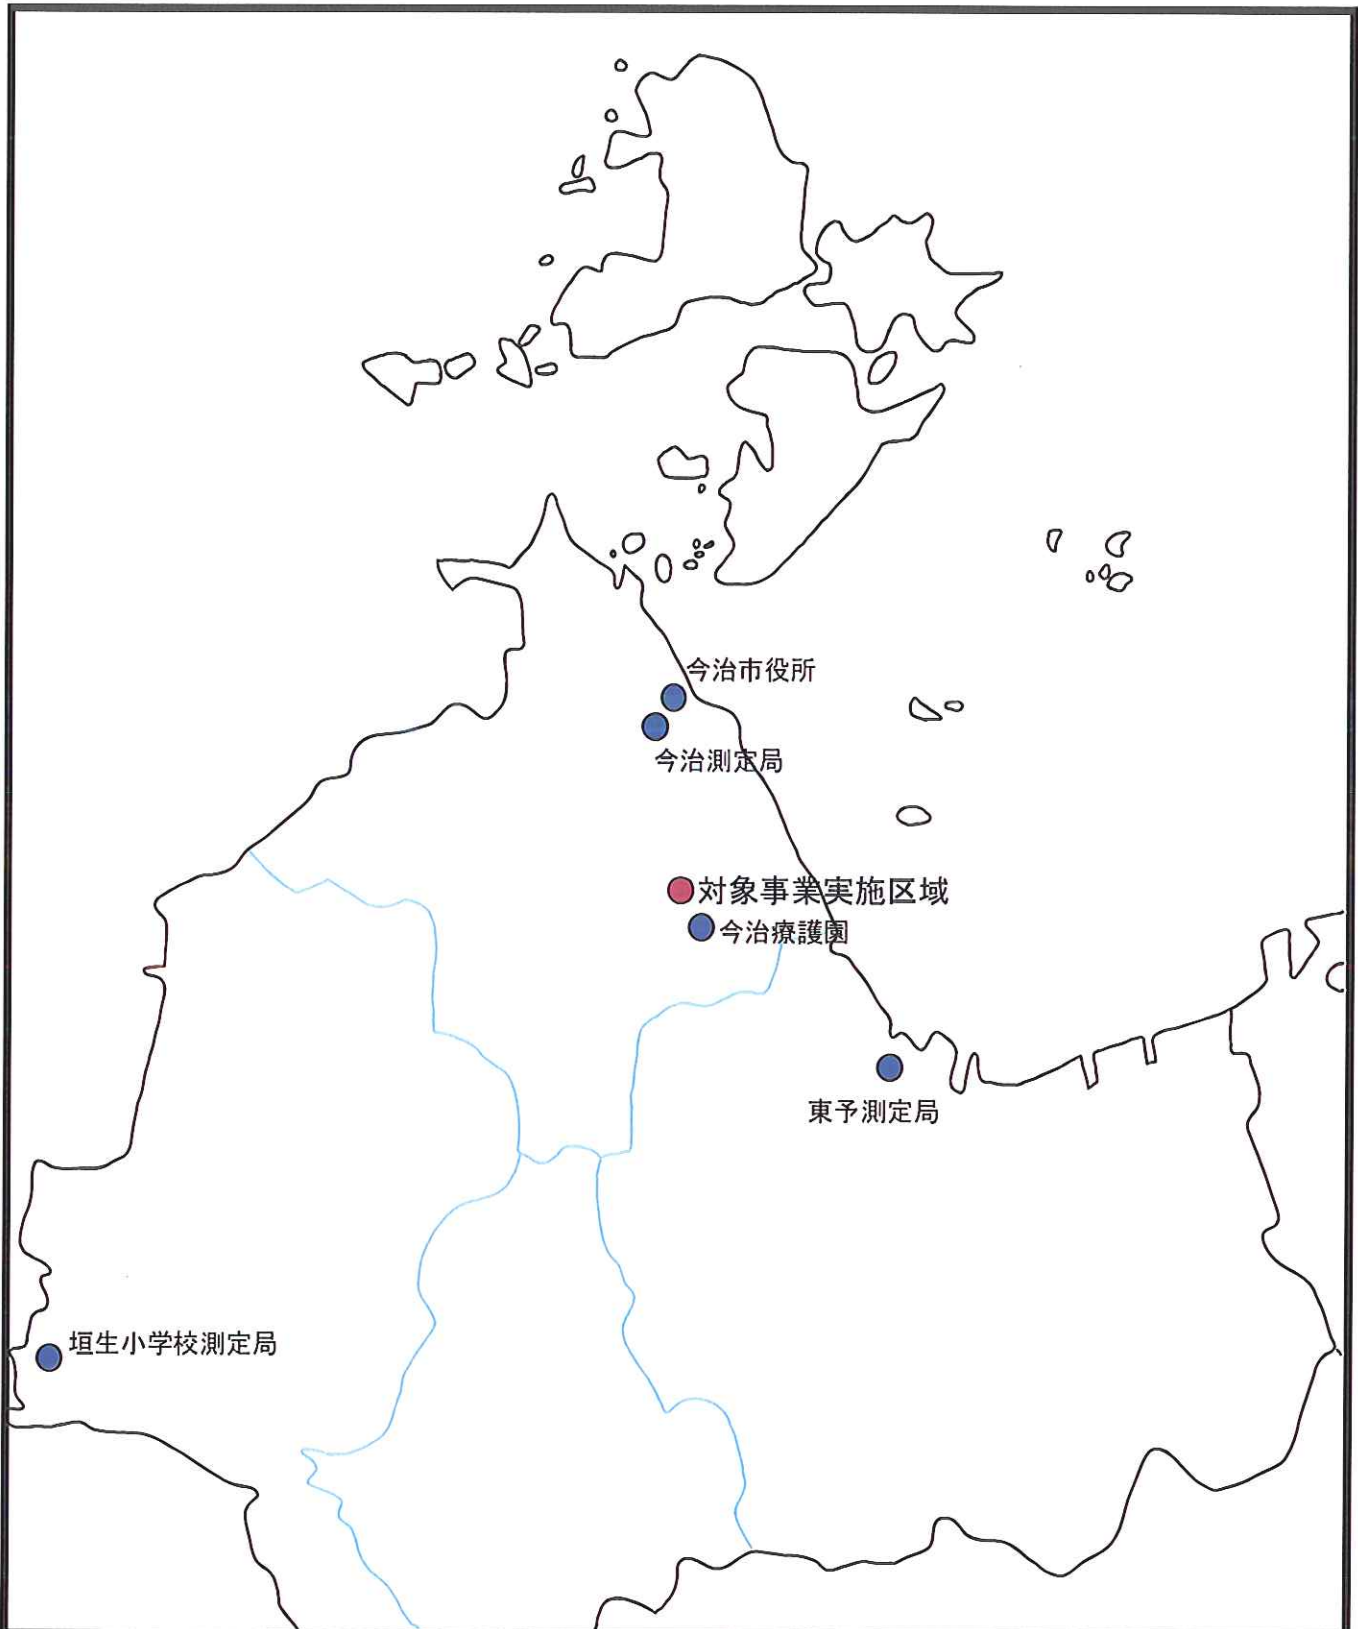 今治市役所
今治測定局
対象事業実施区域
今治療護園
東予測定局
垣生小学校測定局